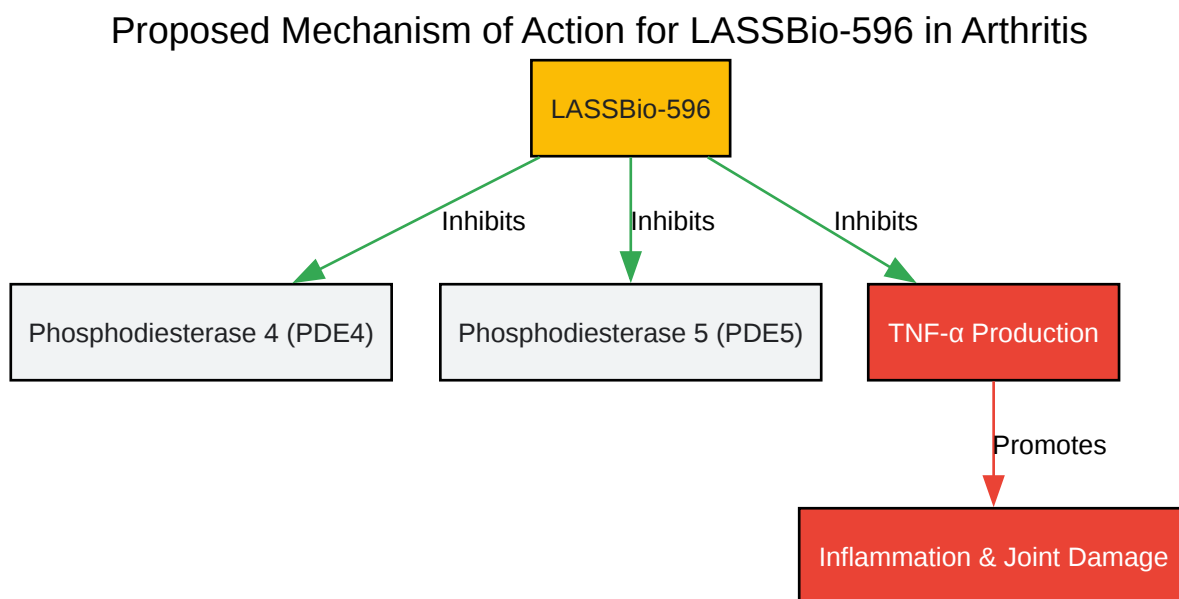 Proposed Mechanism of Action for LASSBio-596 in Arthritis
LASSBio-596
Inhibits
Inhibits
Inhibits
Phosphodiesterase 4 (PDE4)
Phosphodiesterase 5 (PDE5)
TNF-α Production
Promotes
Inflammation & Joint Damage